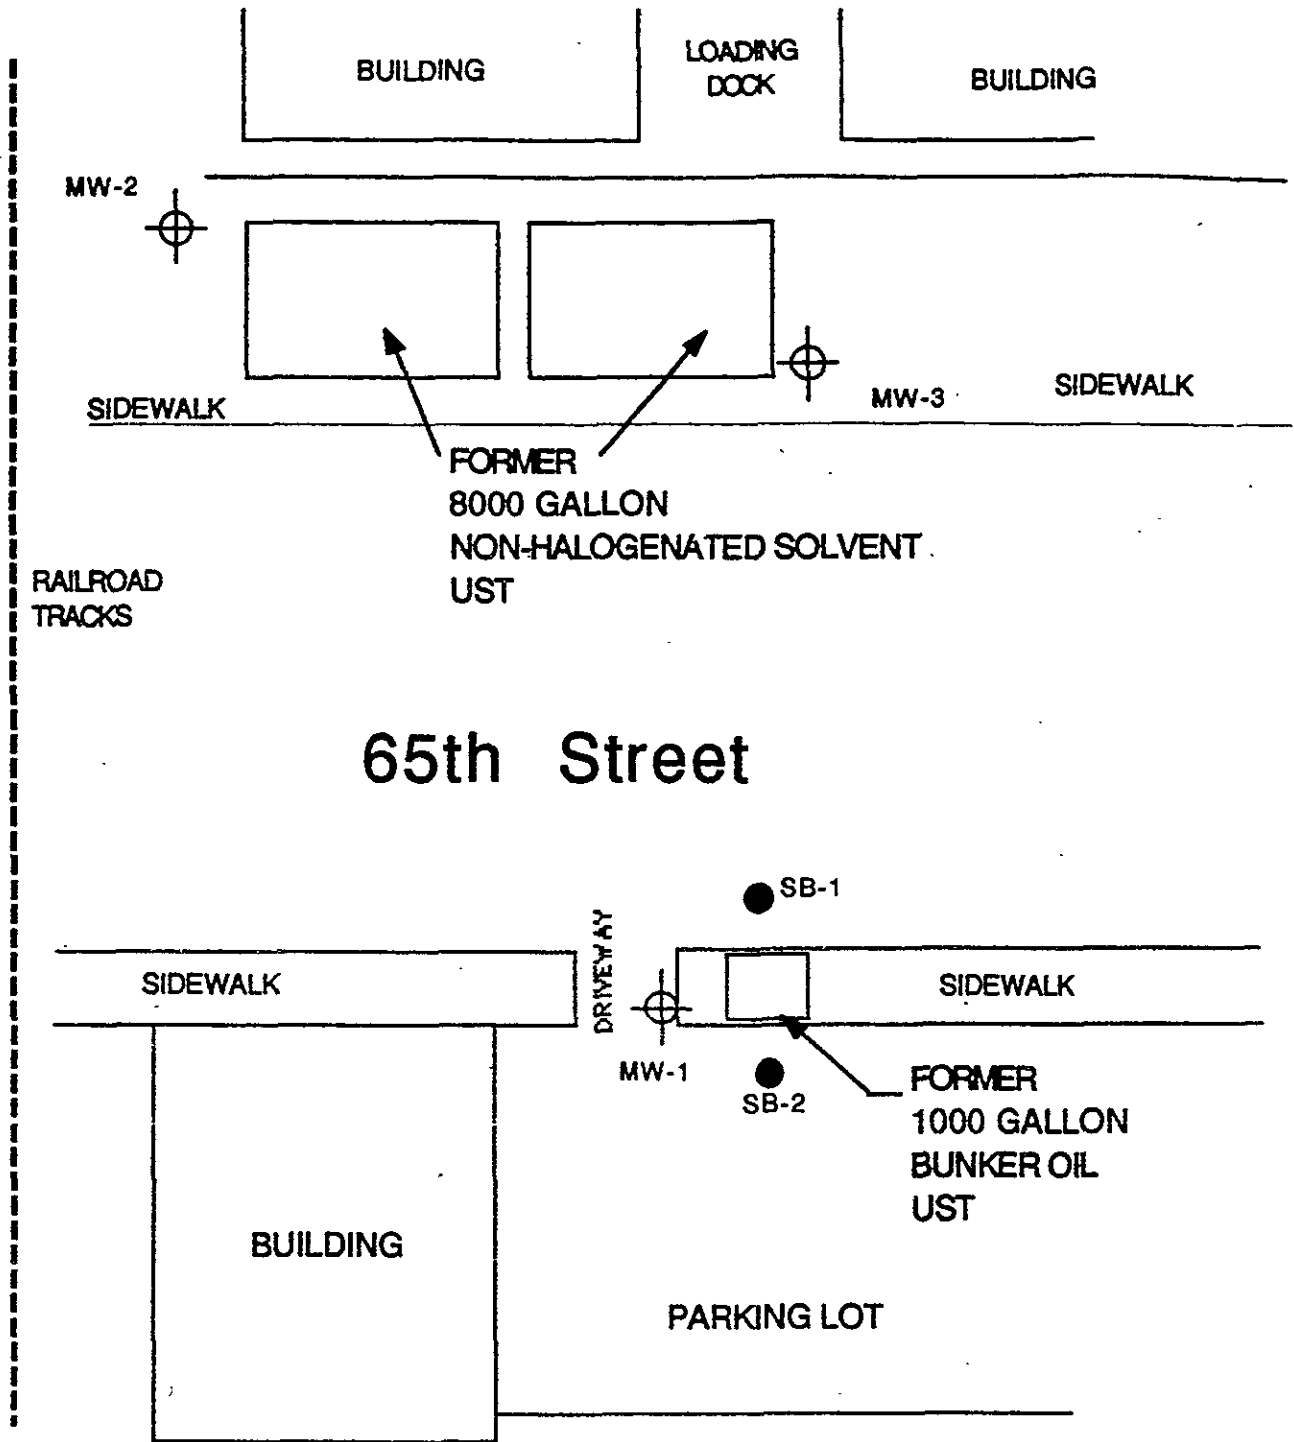 BUILDING
LOADING
DOCK
BUILDING
MW-2
SIDEWALK
MW-3
SIDEWALK
FORMER
8000 GALLON
NON-HALOGENATED SOLVENT
UST
RAILROAD
TRACKS
65th Street
SB-1
DRIVEWAY
SIDEWALK
SIDEWALK
MW-1
SB-2
FORMER
1000 GALLON
BUNKER OIL
UST
BUILDING
PARKING LOT